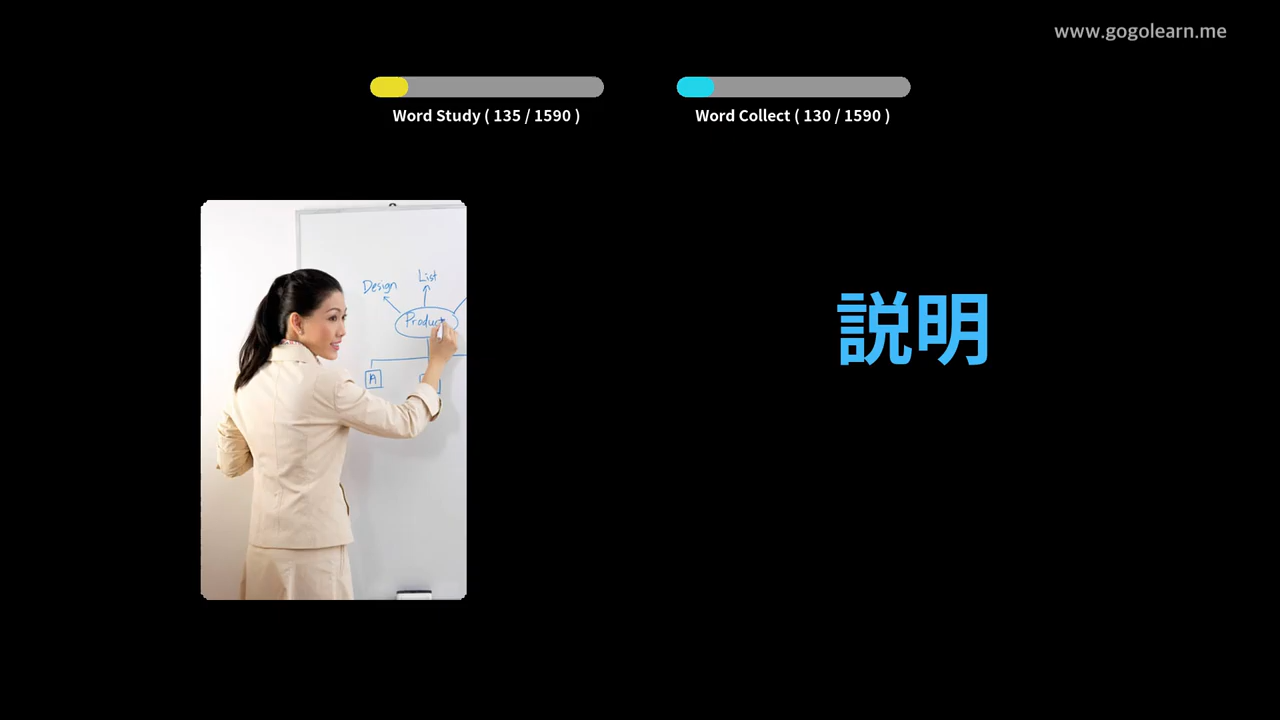 www.gogolearn.me
Word Study ( 135 / 1590 )
Word Collect ( 130 / 1590 )
説明
List
Design
Product
A